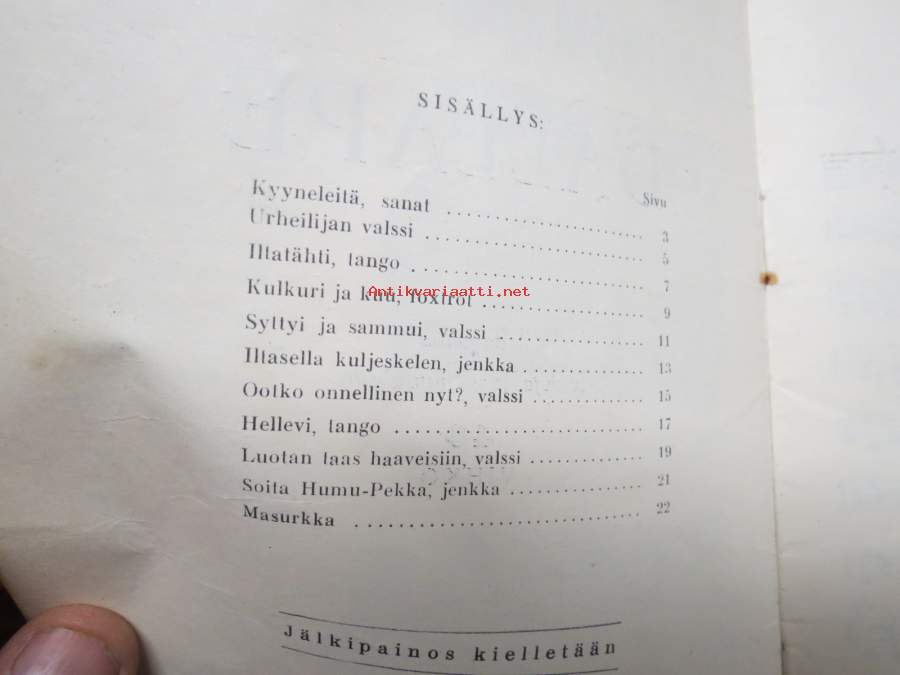 SISÄLLYS:
Sivu
Kyyneleitä, sanat .......................... 3
Urheilijan valssi .......................... 5
Iltatähti, tango .......................... 7
Kulkuri ja kuu, foxtrot .................... 9
Antikvariaatti.net
Syttyi ja sammui, valssi .................. 11
Iltasella kuljeskelen, jenkka .............. 13
Ootko onnellinen nyt?, valssi .............. 15
Hellevi, tango ............................ 17
Luotan taas haaveisiin, valssi ............ 19
Soita Humu-Pekka, jenkka .................. 21
Masurkka .................................. 22
Jälkipainos kielletään